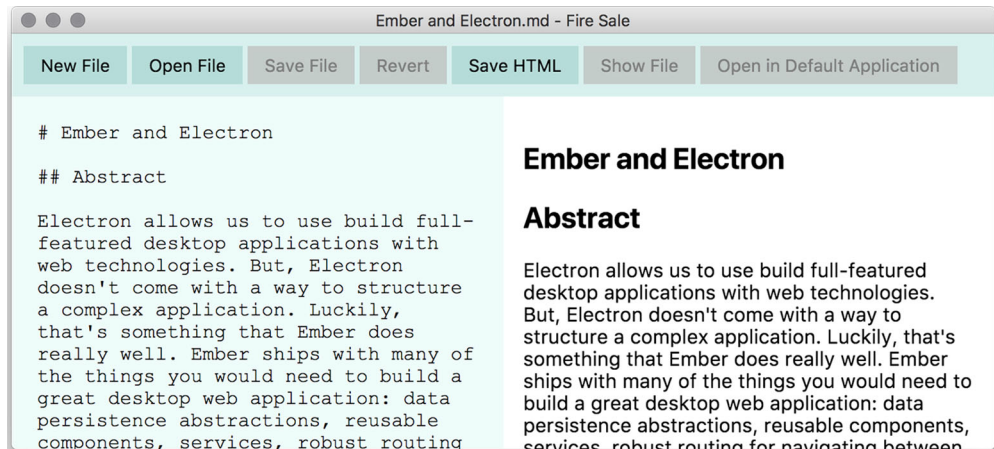 Ember and Electron.md - Fire Sale
New File Open File Save File Revert Save HTML Show File Open in Default Application
# Ember and Electron
## Abstract
Electron allows us to use build full-
featured desktop applications with
web technologies. But, Electron
doesn't come with a way to structure
a complex application. Luckily,
that's something that Ember does
really well. Ember ships with many of
the things you would need to build a
great desktop web application: data
persistence abstractions, reusable
components, services, robust routing
Ember and Electron
Abstract
Electron allows us to use build full-featured
desktop applications with web technologies.
But, Electron doesn't come with a way to
structure a complex application. Luckily, that's
something that Ember does really well. Ember
ships with many of the things you would need to
build a great desktop web application: data
persistence abstractions, reusable components,
services, robust routing for navigating between